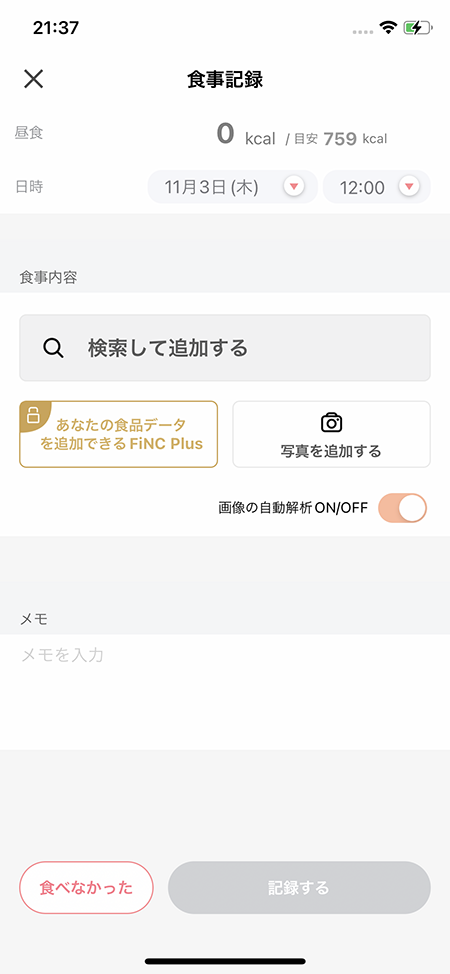 21:37
食事記録
昼食 0 kcal / 目安 759 kcal
日時 11月3日(木) 12:00
食事内容
検索して追加する
あなたの食品データ
を追加できる FiNC Plus
写真を追加する
画像の自動解析 ON/OFF
メモ
メモを入力
食べなかった 記録する